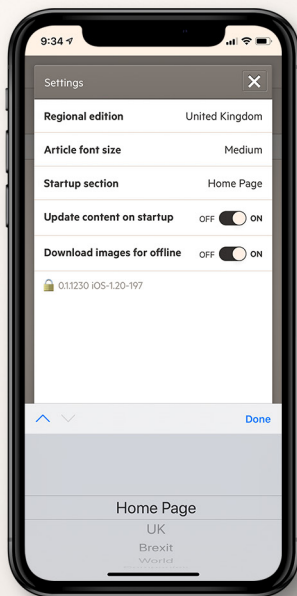 9:34
Settings
Regional edition United Kingdom
Article font size Medium
Startup section Home Page
Update content on startup OFF ON
Download images for offline OFF ON
0.1.1230 iOS-1.20-197
Done
Home Page
UK
Brexit
World